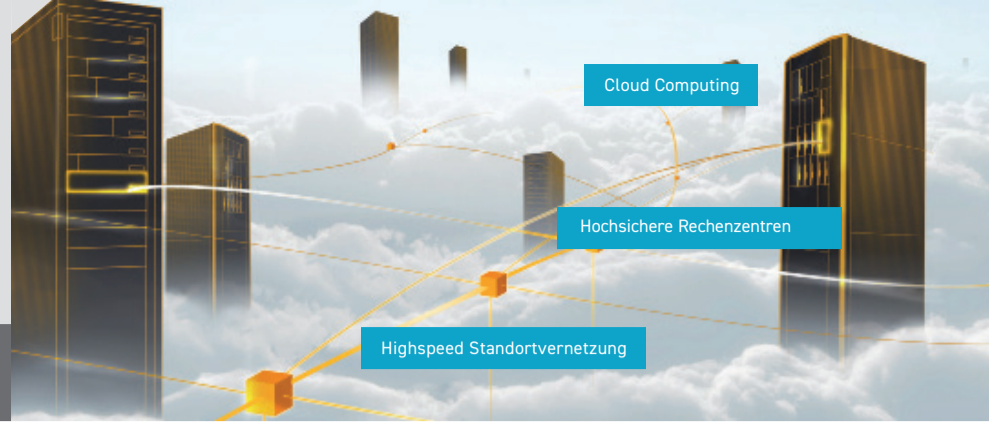 Cloud Computing
Hochsichere Rechenzentren
Highspeed Standortvernetzung